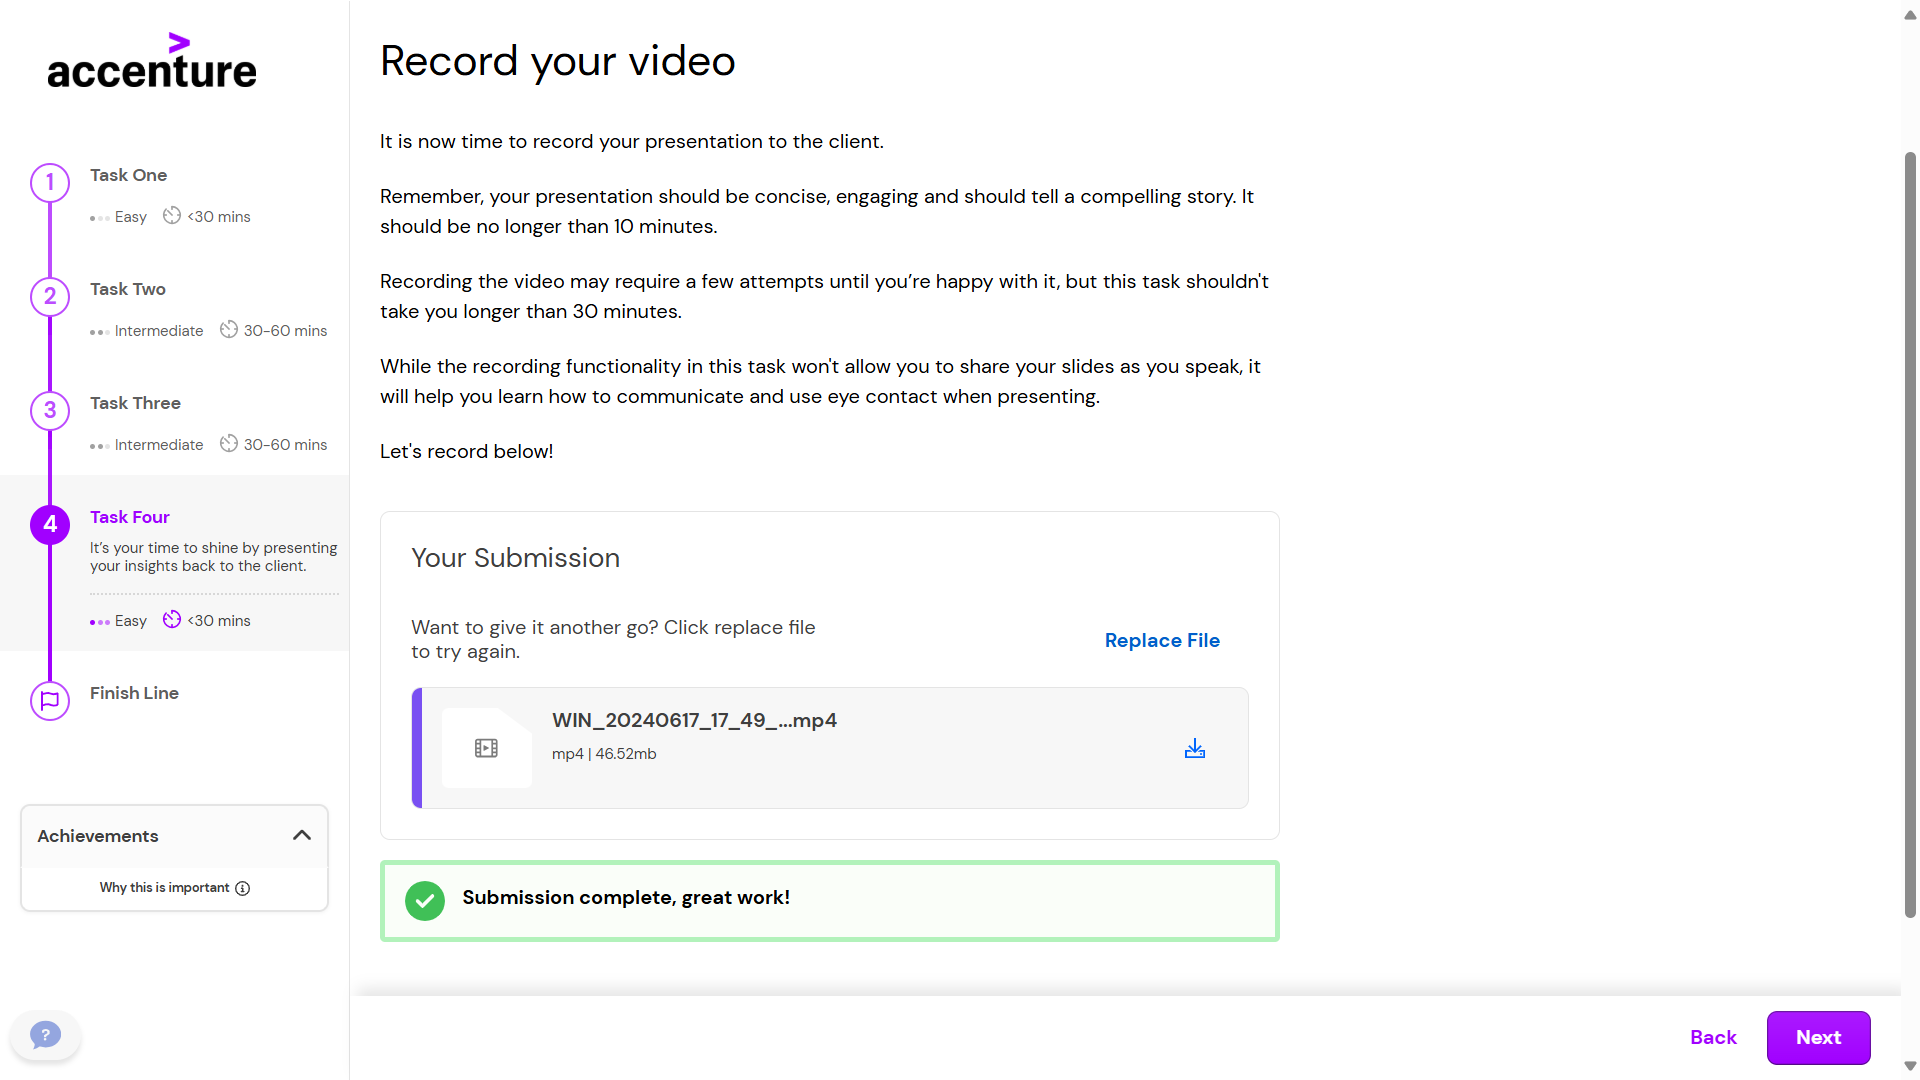 accenture
1
Task One
Easy <30 mins
2
Task Two
Intermediate 30-60 mins
3
Task Three
Intermediate 30-60 mins
4
Task Four
It’s your time to shine by presenting
your insights back to the client.
Easy <30 mins
Finish Line
Achievements
Why this is important
?
Record your video
It is now time to record your presentation to the client.
Remember, your presentation should be concise, engaging and should tell a compelling story. It
should be no longer than 10 minutes.
Recording the video may require a few attempts until you’re happy with it, but this task shouldn't
take you longer than 30 minutes.
While the recording functionality in this task won't allow you to share your slides as you speak, it
will help you learn how to communicate and use eye contact when presenting.
Let's record below!
Your Submission
Want to give it another go? Click replace file
to try again.
Replace File
WIN_20240617_17_49_...mp4
mp4 | 46.52mb
Submission complete, great work!
Back
Next